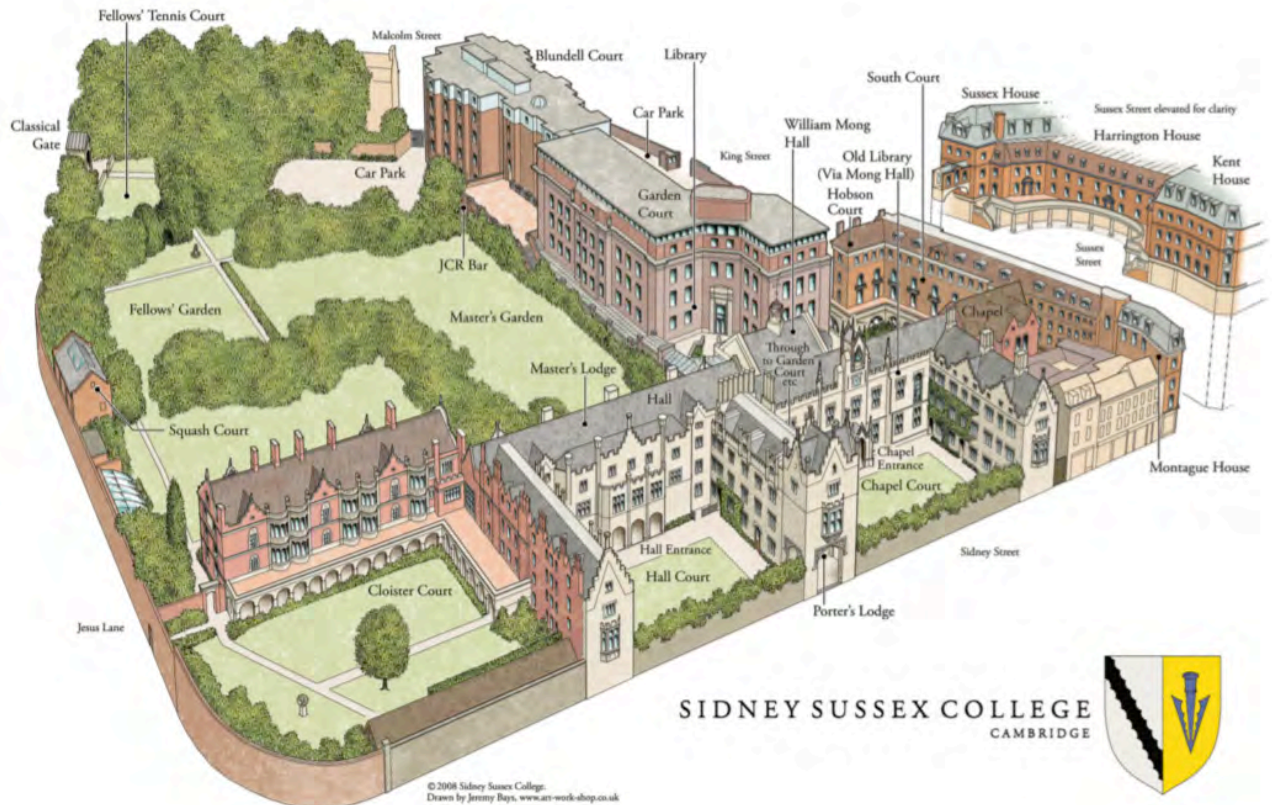 Fellows' Tennis Court
Malcolm Street
Blundell Court
Library
South Court
Sussex House
Sussex Street elevated for clarity
Classical
Gate
Car Park
Car Park
King Street
William Mong
Hall
Old Library
(Via Mong Hall)
Hobson
Court
Harrington House
Kent
House
Garden
Court
Sussex
Street
JCR Bar
Fellows' Garden
Master's Garden
Chapel
Through
to Garden
Court
etc
Master's Lodge
Hall
Squash Court
Chapel
Entrance
Chapel Court
Montague House
Hall Entrance
Hall Court
Sidney Street
Cloister Court
Porter's Lodge
Jesus Lane
SIDNEY SUSSEX COLLEGE
CAMBRIDGE
©2008 Sidney Sussex College.
Drawn by Jeremy Bays, www.art-work-shop.co.uk